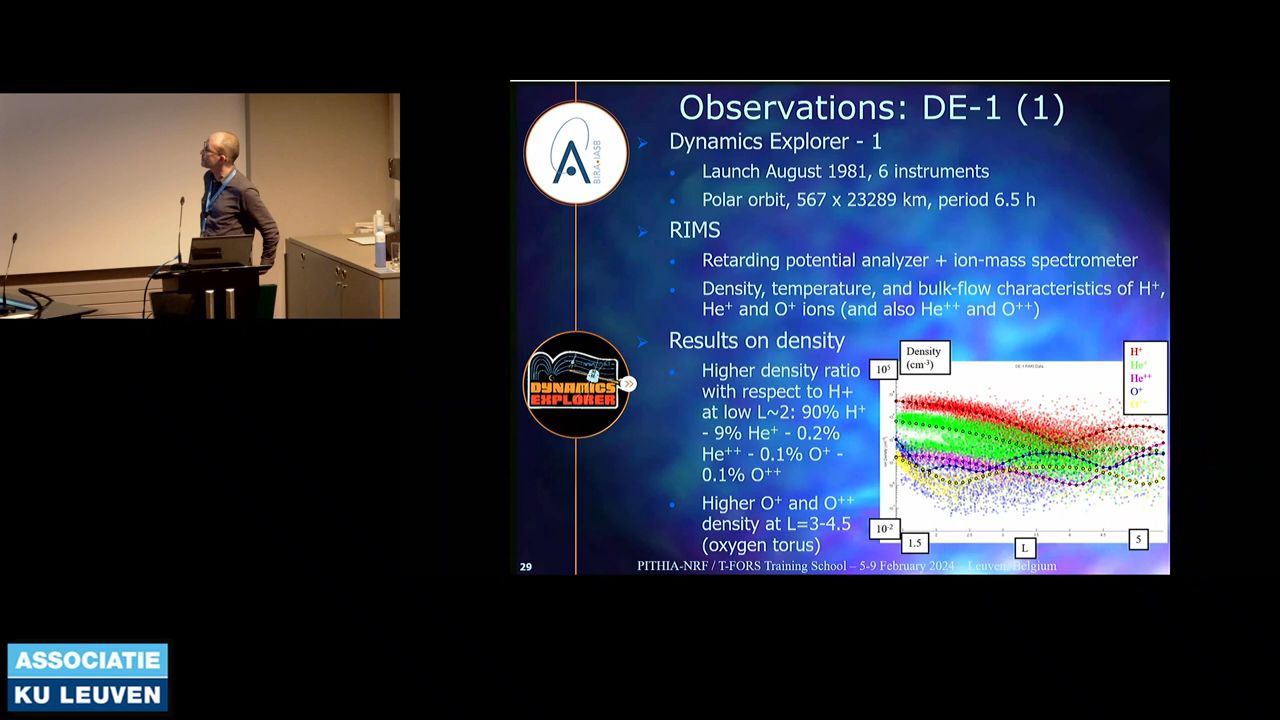 Observations: DE-1 (1)
Dynamics Explorer - 1
Launch August 1981, 6 instruments
Polar orbit, 567 x 23289 km, period 6.5 h
RIMS
Retarding potential analyzer + ion-mass spectrometer
Density, temperature, and bulk-flow characteristics of H⁺,
He⁺ and O⁺ ions (and also He⁺⁺ and O⁺⁺)
Results on density
Higher density ratio
with respect to H+
at low L~2: 90% H⁺
- 9% He⁺ - 0.2%
He⁺⁺ - 0.1% O⁺ -
0.1% O⁺⁺
Higher O⁺ and O⁺⁺
density at L=3-4.5
(oxygen torus)
BIRA•IASB
DYNAMICS
EXPLORER
Density
(cm⁻³)
10⁵
10⁻²
1.5
L
5
H⁺
He⁺
He⁺⁺
O⁺
O⁺⁺
DE-1 RIMS Data
29
PITHIA-NRF / T-FORS Training School – 5-9 February 2024 – Leuven, Belgium
ASSOCIATIE
KU LEUVEN